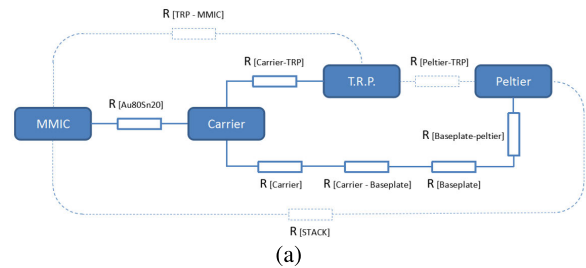 R [TRP - MMIC]
R [Carrier-TRP]
R [Peltier-TRP]
T.R.P.
Peltier
R [Au80Sn20]
MMIC
Carrier
R [Baseplate-peltier]
R [Carrier]
R [Carrier - Baseplate]
R [Baseplate]
R [STACK]
(a)